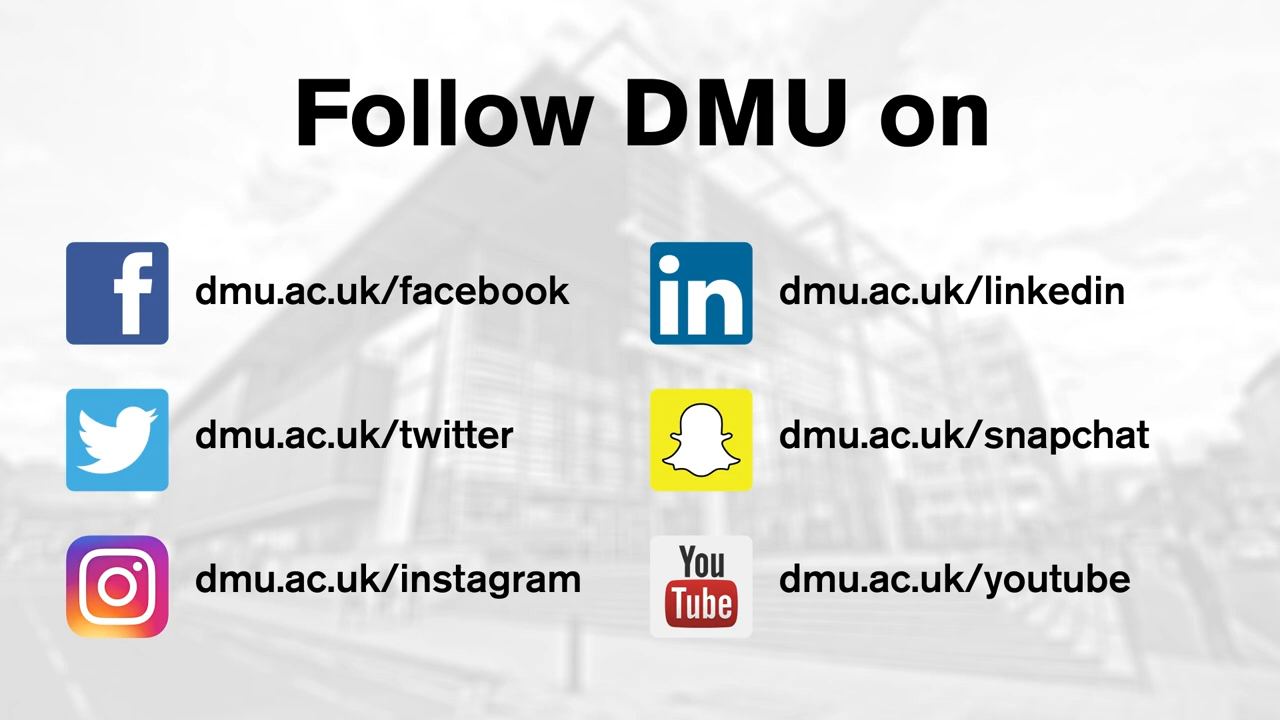 Follow DMU on
f
dmu.ac.uk/facebook
in
dmu.ac.uk/linkedin
dmu.ac.uk/twitter
dmu.ac.uk/snapchat
dmu.ac.uk/instagram
You
Tube
dmu.ac.uk/youtube